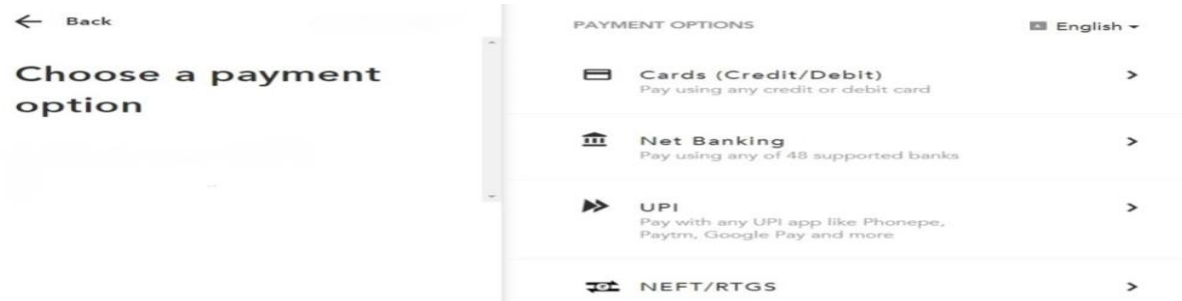 Back
Choose a payment
option
PAYMENT OPTIONS
English
Cards (Credit/Debit)
Pay using any credit or debit card
Net Banking
Pay using any of 48 supported banks
UPI
Pay with any UPI app like Phonepe,
Paytm, Google Pay and more
NEFT/RTGS